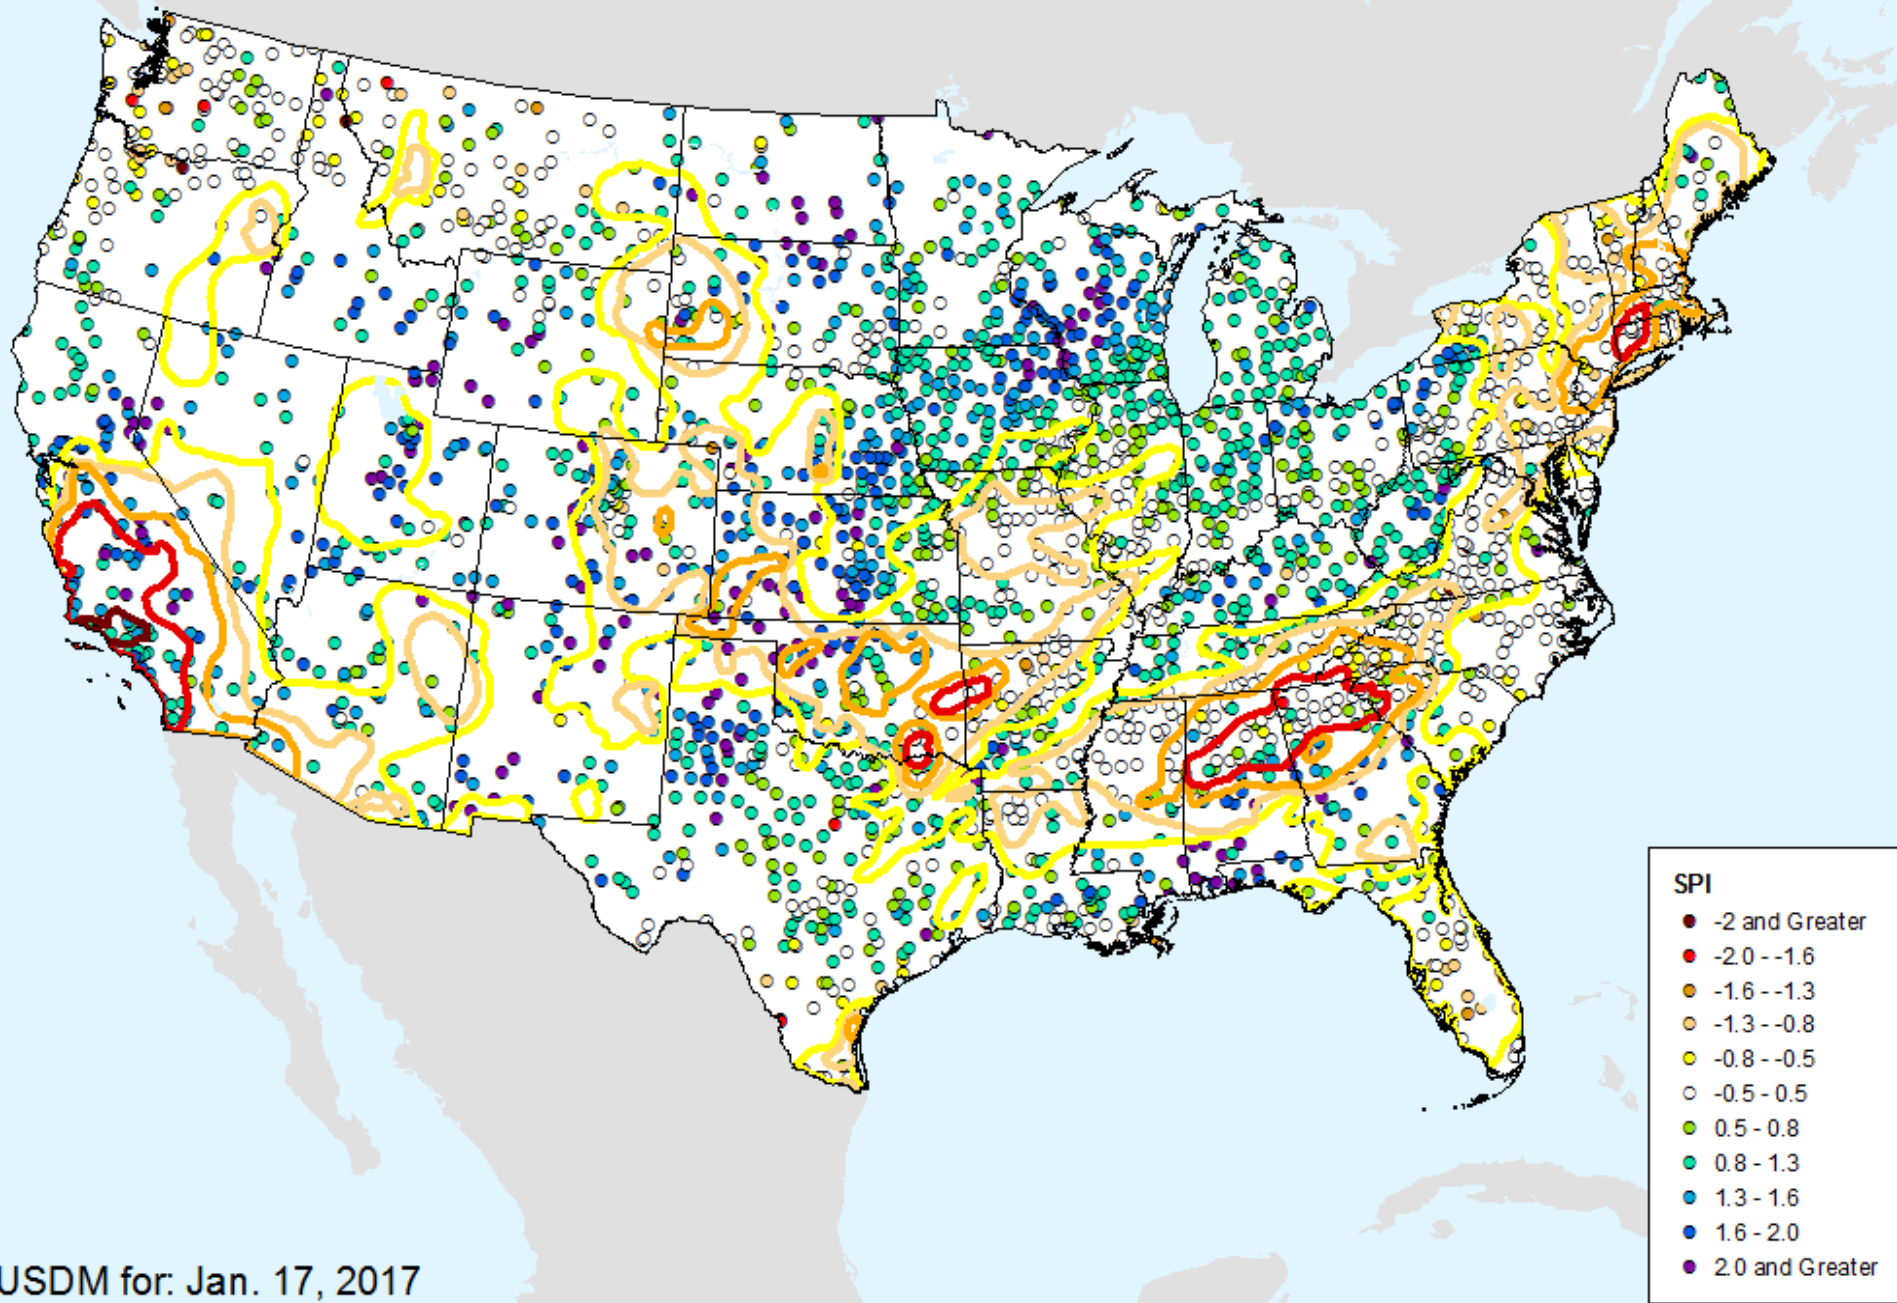 SPI
-2 and Greater
-2.0 - -1.6
-1.6 - -1.3
-1.3 - -0.8
-0.8 - -0.5
-0.5 - 0.5
0.5 - 0.8
0.8 - 1.3
1.3 - 1.6
1.6 - 2.0
2.0 and Greater
USDM for: Jan. 17, 2017